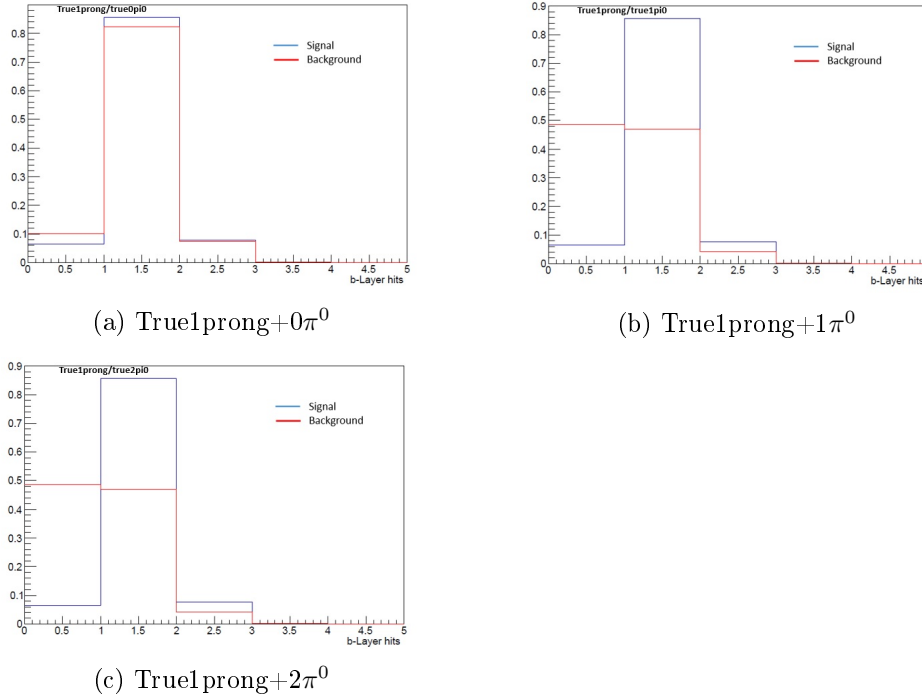 True1prong/true0pi0
0.8
0.7
0.6
0.5
0.4
0.3
0.2
0.1
0
Signal
Background
0 0.5 1 1.5 2 2.5 3 3.5 4 4.5 5
b-Layer hits
(a) True1prong+0π⁰
True1prong/true1pi0
0.9
0.8
0.7
0.6
0.5
0.4
0.3
0.2
0.1
0
Signal
Background
0 0.5 1 1.5 2 2.5 3 3.5 4 4.5
b-Layer hits
(b) True1prong+1π⁰
True1prong/true2pi0
0.9
0.8
0.7
0.6
0.5
0.4
0.3
0.2
0.1
0
Signal
Background
0 0.5 1 1.5 2 2.5 3 3.5 4 4.5 5
b-Layer hits
(c) True1prong+2π⁰